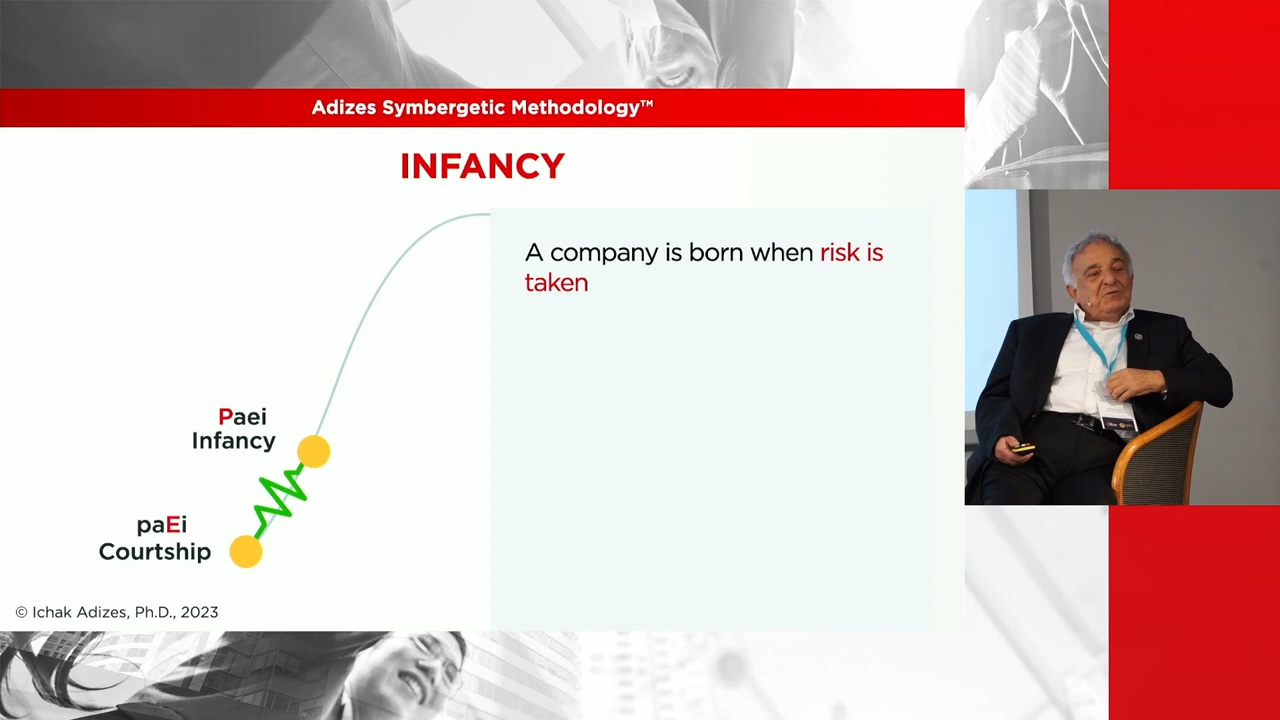 Adizes Symbergetic Methodology™
INFANCY
A company is born when risk is
taken
Paei
Infancy
paEi
Courtship
© Ichak Adizes, Ph.D., 2023